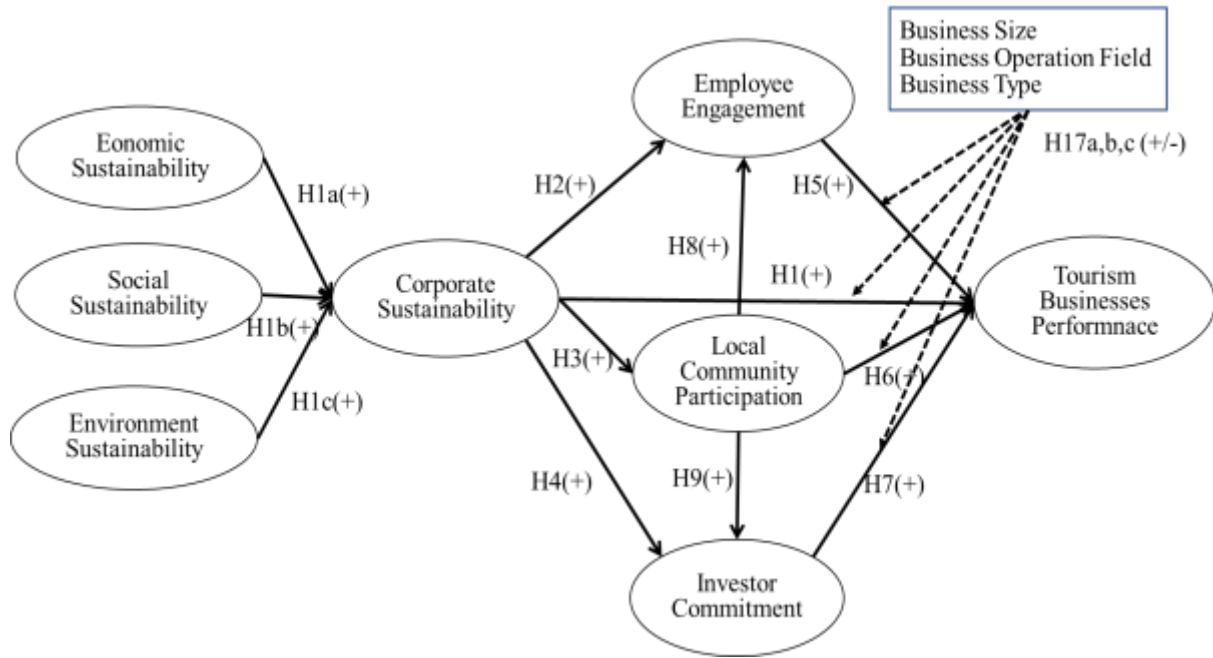 Business Size
Business Operation Field
Business Type
Employee
Engagement
H17a,b,c (+/-)
Eonomic
Sustainability
H1a(+)
H2(+)
H5(+)
H8(+)
Social
Sustainability
H1b(+)
Corporate
Sustainability
H1(+)
Tourism
Businesses
Performnace
H3(+)
Local
Community
Participation
H6(+)
H1c(+)
Environment
Sustainability
H4(+)
H9(+)
H7(+)
Investor
Commitment